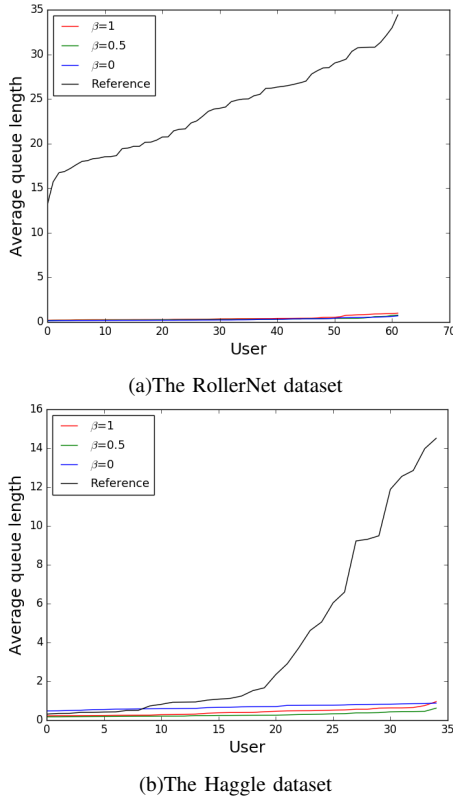 35
30
25
20
15
10
5
0
Average queue length
β=1
β=0.5
β=0
Reference
0 10 20 30 40 50 60 70
User
(a)The RollerNet dataset
16
14
12
10
8
6
4
2
0
Average queue length
β=1
β=0.5
β=0
Reference
0 5 10 15 20 25 30 35
User
(b)The Haggle dataset